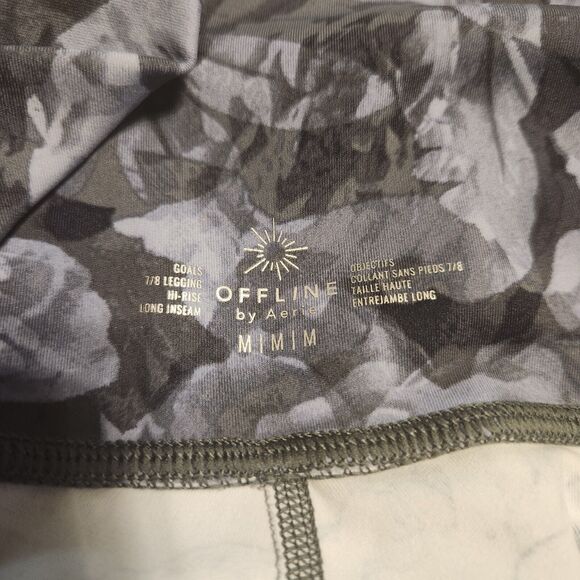 GOALS
7/8 LEGGING
HI-RISE
LONG INSEAM
OFFLINE
by Aerie
M|M|M
OBJECTIFS
COLLANT SANS PIEDS 7/8
TAILLE HAUTE
ENTREJAMBE LONG